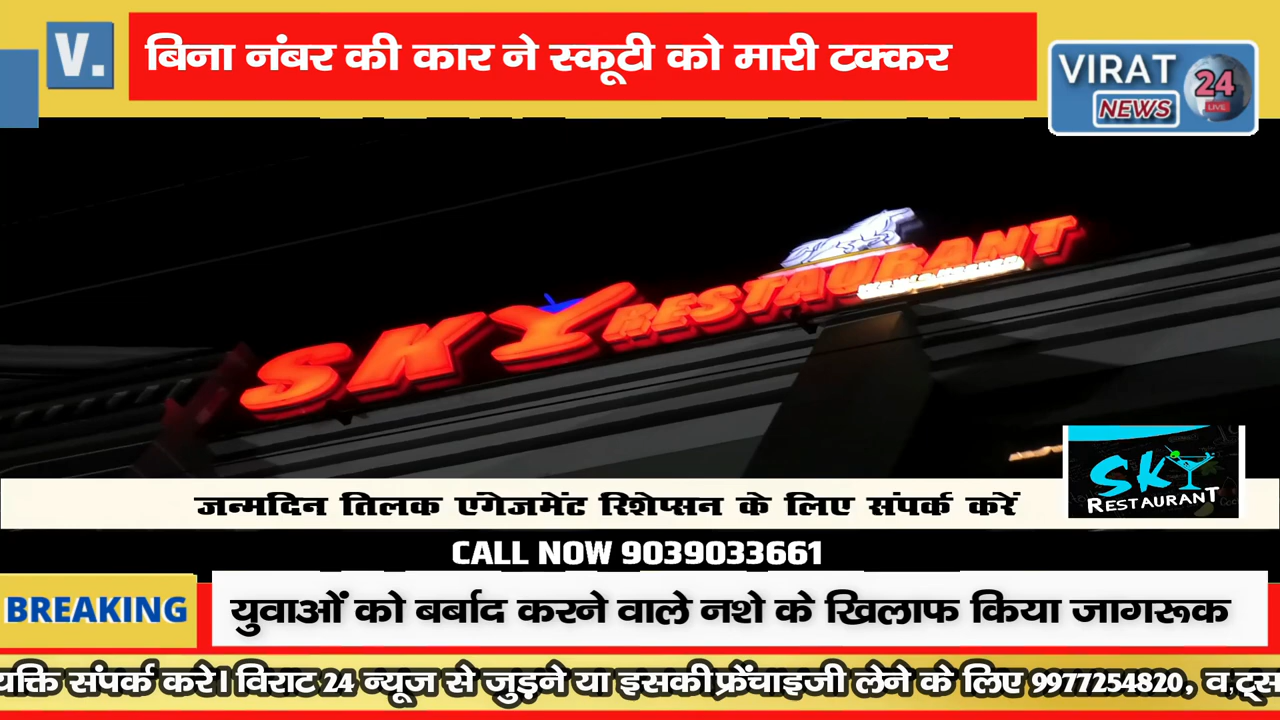 V.
बिना नंबर की कार ने स्कूटी को मारी टक्कर
VIRAT
24
LIVE
NEWS
SKY RESTAURANT
SKY
RESTAURANT
जन्मदिन तिलक एंगेजमेंट रिशेप्सन के लिए संपर्क करें
CALL NOW 9039033661
BREAKING
युवाओं को बर्बाद करने वाले नशे के खिलाफ किया जागरूक
यक्ति संपर्क करे। विराट 24 न्यूज से जुड़ने या इसकी फ्रेंचाइजी लेने के लिए 9977254820, व,ट्स